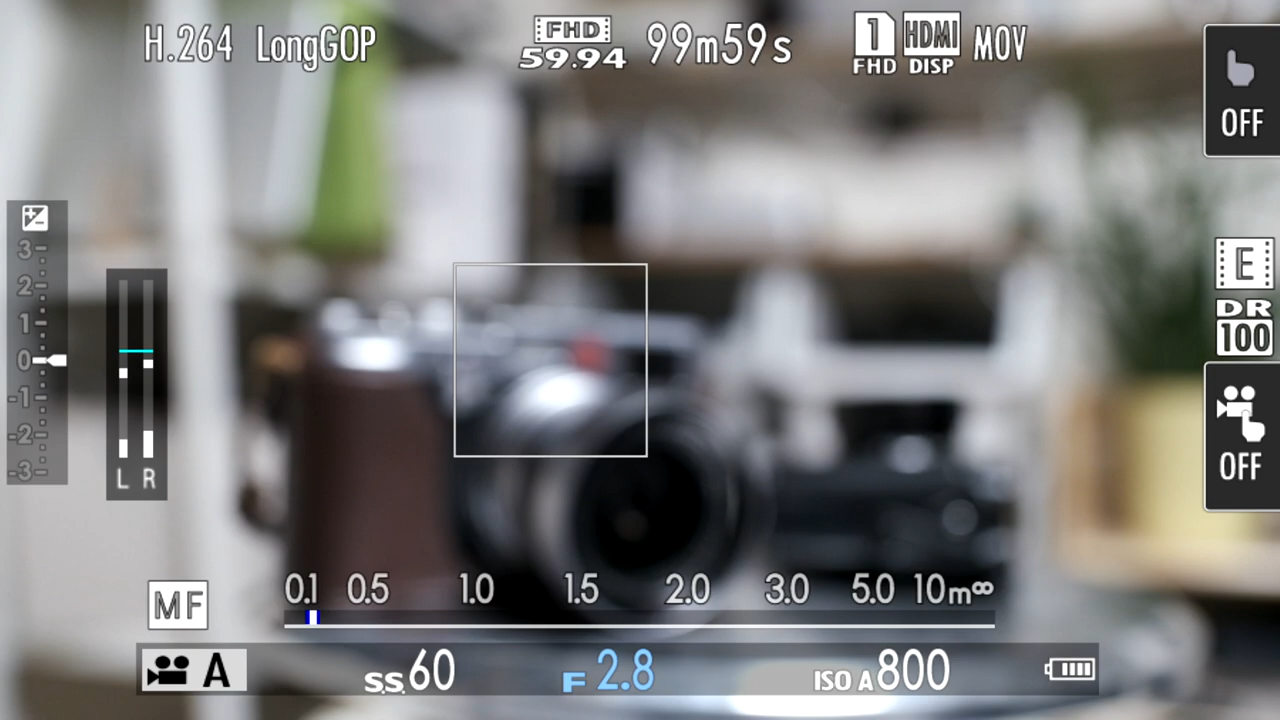 H.264 LongGOP
FHD 59.94 99m59s
1 FHD HDMI DISP MOV
OFF
3
2
1
0
-1
-2
-3
L R
E
DR 100
OFF
0.1 0.5 1.0 1.5 2.0 3.0 5.0 10m∞
MF
A S.S.60 F2.8 ISO A800